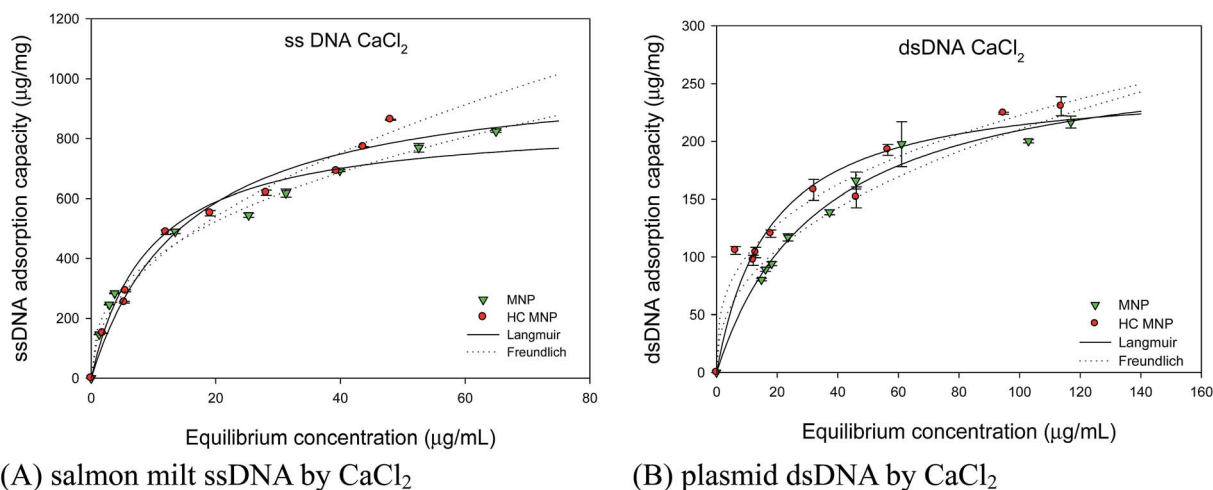 ss DNA CaCl₂
ssDNA adsorption capacity (μg/mg)
1200
1000
800
600
400
200
0
MNP
HC MNP
Langmuir
Freundlich
0 20 40 60 80
Equilibrium concentration (μg/mL)
(A) salmon milt ssDNA by CaCl₂
dsDNA CaCl₂
dsDNA adsorption capacity (μg/mg)
300
250
200
150
100
50
0
MNP
HC MNP
Langmuir
Freundlich
0 20 40 60 80 100 120 140 160
Equilibrium concentration (μg/mL)
(B) plasmid dsDNA by CaCl₂